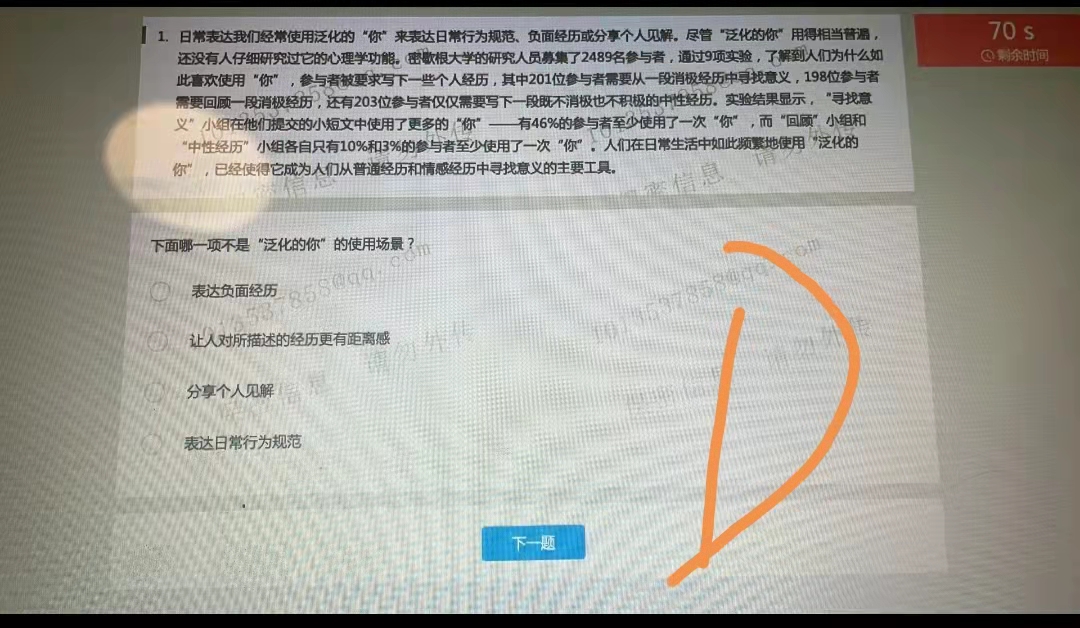 70 s
剩余时间
1. 日常表达我们经常使用泛化的“你”来表达日常行为规范、负面经历或分享个人见解。尽管“泛化的你”用得相当普遍，
还没有人仔细研究过它的心理学功能。密歇根大学的研究人员募集了2489名参与者，通过9项实验，了解到人们为什么如
此喜欢使用“你”，参与者被要求写下一些个人经历，其中201位参与者需要从一段消极经历中寻找意义，198位参与者
需要回顾一段消极经历，还有203位参与者仅仅需要写下一段既不消极也不积极的中性经历。实验结果显示，“寻找意
义”小组在他们提交的小短文中使用了更多的“你”——有46%的参与者至少使用了一次“你”，而“回顾”小组和
“中性经历”小组各自只有10%和3%的参与者至少使用了一次“你”。人们在日常生活中如此频繁地使用“泛化的
你”，已经使得它成为人们从普通经历和情感经历中寻找意义的主要工具。
下面哪一项不是“泛化的你”的使用场景？
表达负面经历
让人对所描述的经历更有距离感
分享个人见解
表达日常行为规范
D
下一题
请勿外传